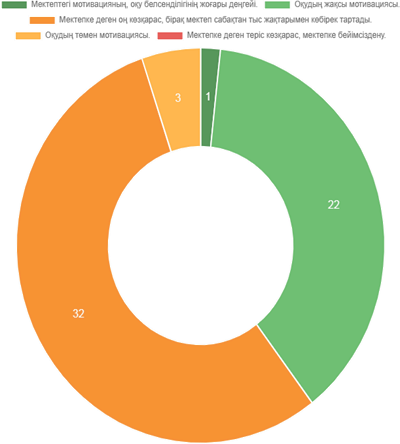 Мектептегі мотивацияның, оқу белсенділігінің жоғары деңгейі. Оқудың жақсы мотивациясы.
Мектепке деген оң көзқарас, бірақ мектеп сабақтан тыс жақтарымен көбірек тартады.
Оқудың төмен мотивациясы. Мектепке деген теріс көзқарас, мектепке бейімсіздену.
3
1
22
32